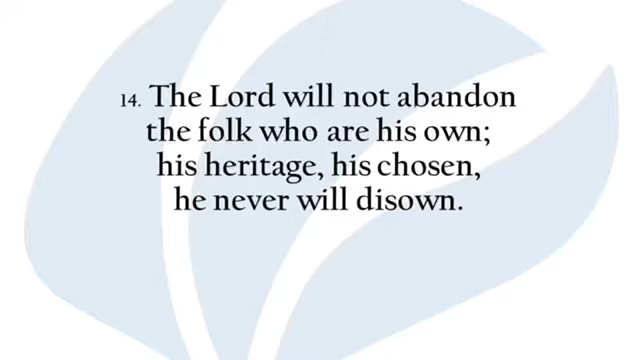 14. The Lord will not abandon
the folk who are his own;
his heritage, his chosen,
he never will disown.